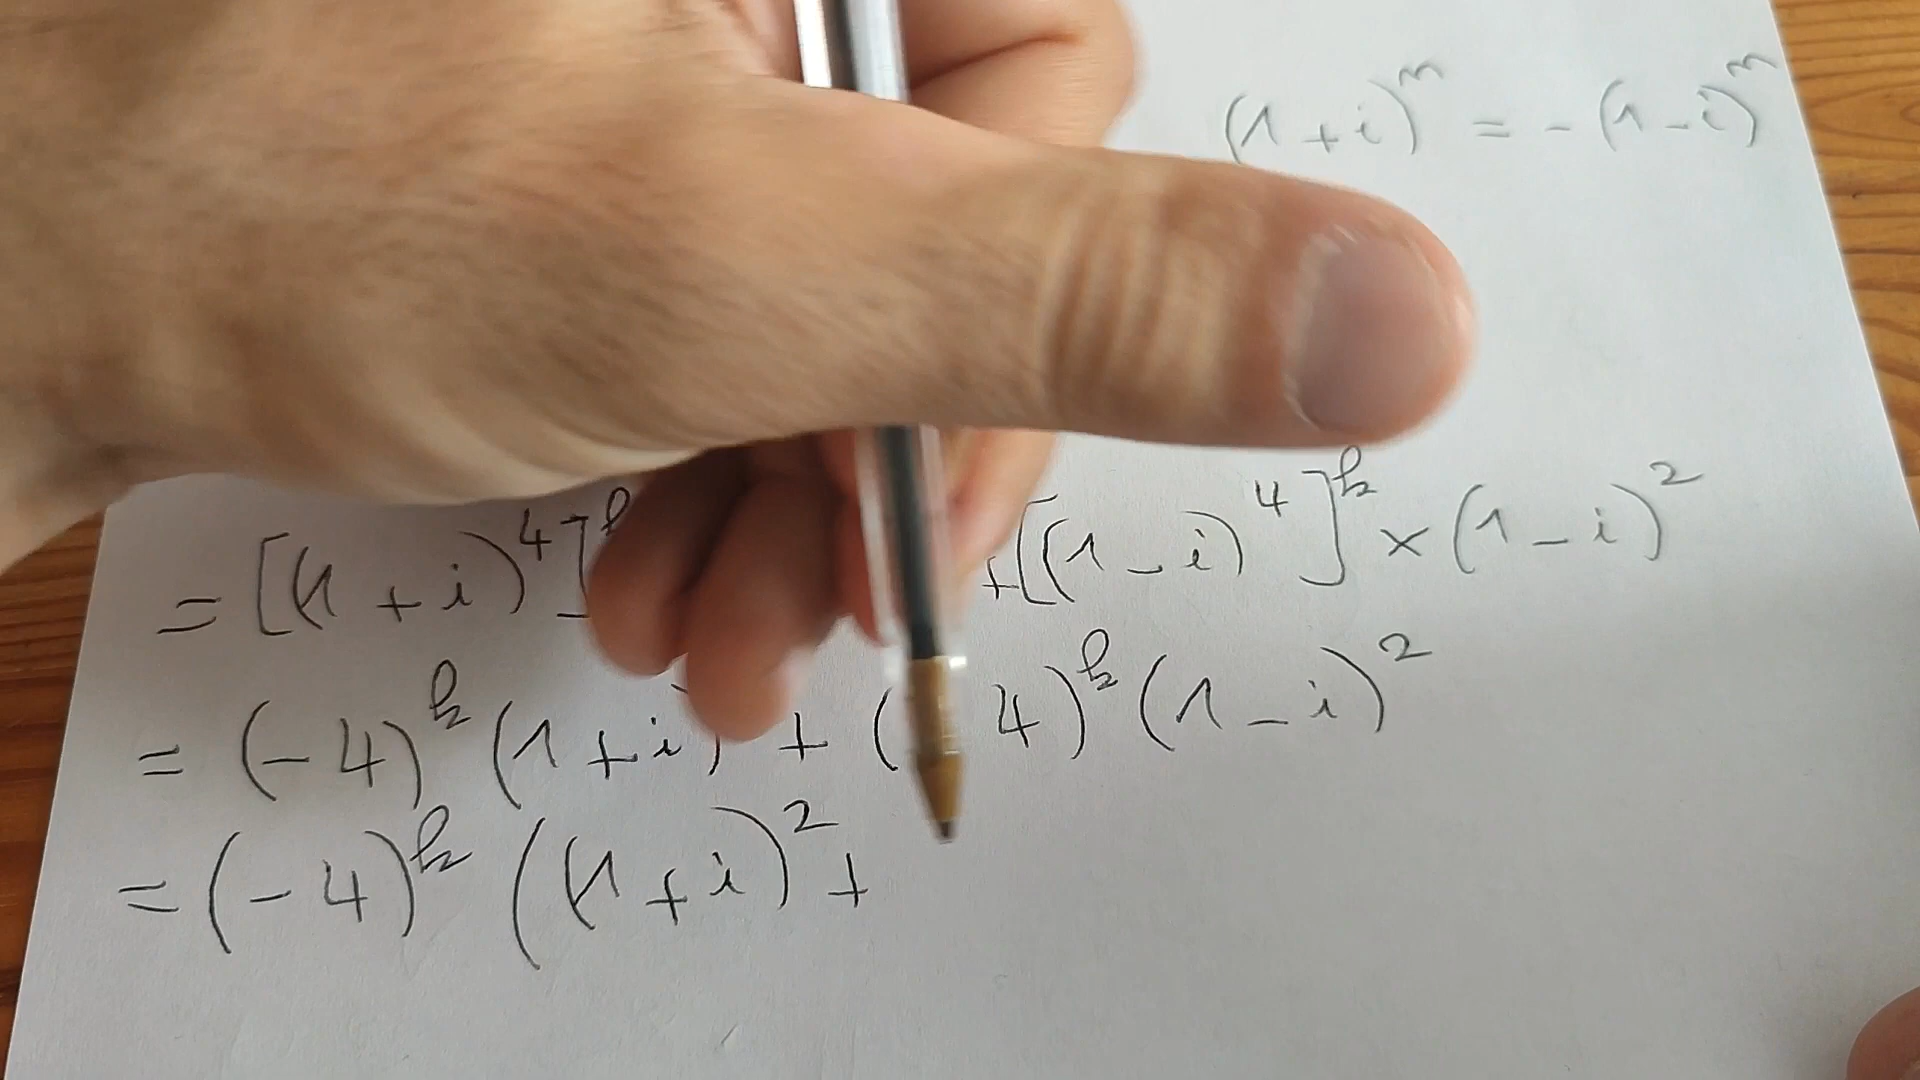 (1+i)^n = -(1-i)^n
= [(1+i)^4]^k +[(1-i)^4]^k × (1-i)^2
= (-4)^k (1+i) + ( 4)^k (1-i)^2
= (-4)^k ((1+i)^2 +